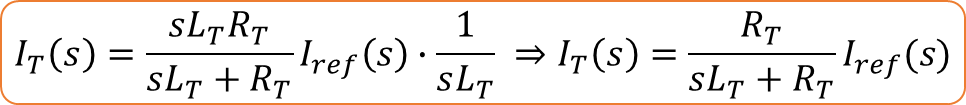 I_T(s) = \frac{sL_T R_T}{sL_T + R_T} I_{ref}(s) \cdot \frac{1}{sL_T} \Rightarrow I_T(s) = \frac{R_T}{sL_T + R_T} I_{ref}(s)